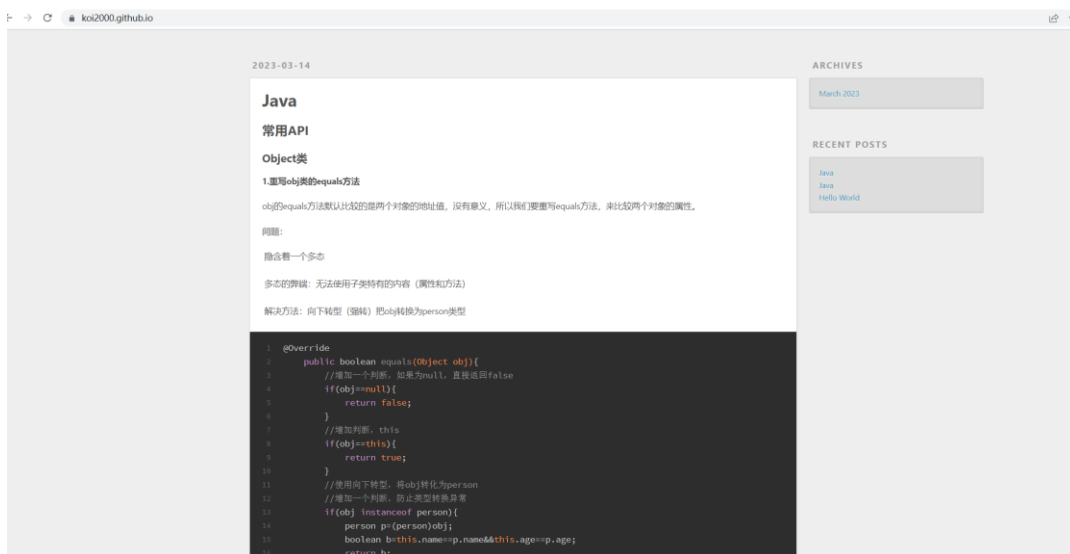 koi2000.github.io
2023-03-14
Java
常用API
Object类
1.重写obj类的equals方法
obj的equals方法默认比较的是两个对象的地址值，没有意义，所以我们要重写equals方法，来比较两个对象的属性。
问题：
隐含着一个多态
多态的弊端：无法使用子类特有的内容（属性和方法）
解决方法：向下转型（强转）把obj转换为person类型
1 @Override
2 public boolean equals(Object obj){
3 //增加一个判断，如果为null，直接返回false
4 if(obj==null){
5 return false;
6 }
7 //增加判断，this
8 if(obj==this){
9 return true;
10 }
11 //使用向下转型，将obj转化为person
12 //增加一个判断，防止类型转换异常
13 if(obj instanceof person){
14 person p=(person)obj;
15 boolean b=this.name==p.name&&this.age==p.age;
16 return b;
ARCHIVES
March 2023
RECENT POSTS
Java
Java
Hello World